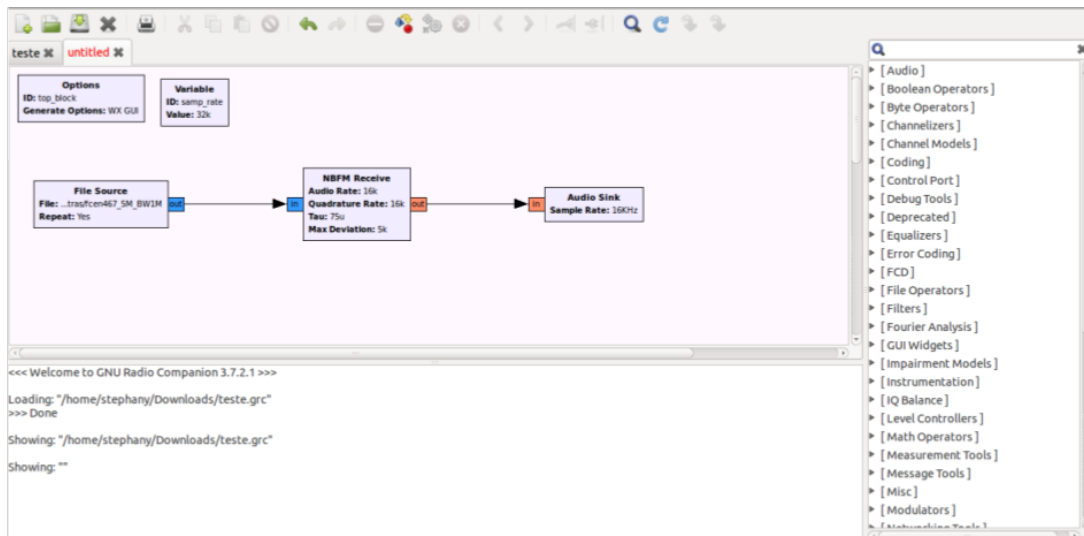 teste
untitled
Options
ID: top_block
Generate Options: WX GUI
Variable
ID: samp_rate
Value: 32k
File Source
File: ...tras/fcen467_5M_BW1M
Repeat: Yes
out
in
NBFM Receive
Audio Rate: 16k
Quadrature Rate: 16k
Tau: 75u
Max Deviation: 5k
out
in
Audio Sink
Sample Rate: 16KHz
<<< Welcome to GNU Radio Companion 3.7.2.1 >>>
Loading: "/home/stephany/Downloads/teste.grc"
>>> Done
Showing: "/home/stephany/Downloads/teste.grc"
Showing: ""
[ Audio ]
[ Boolean Operators ]
[ Byte Operators ]
[ Channelizers ]
[ Channel Models ]
[ Coding ]
[ Control Port ]
[ Debug Tools ]
[ Deprecated ]
[ Equalizers ]
[ Error Coding ]
[ FCD ]
[ File Operators ]
[ Filters ]
[ Fourier Analysis ]
[ GUI Widgets ]
[ Impairment Models ]
[ Instrumentation ]
[ IQ Balance ]
[ Level Controllers ]
[ Math Operators ]
[ Measurement Tools ]
[ Message Tools ]
[ Misc ]
[ Modulators ]
[ Networking Tools ]